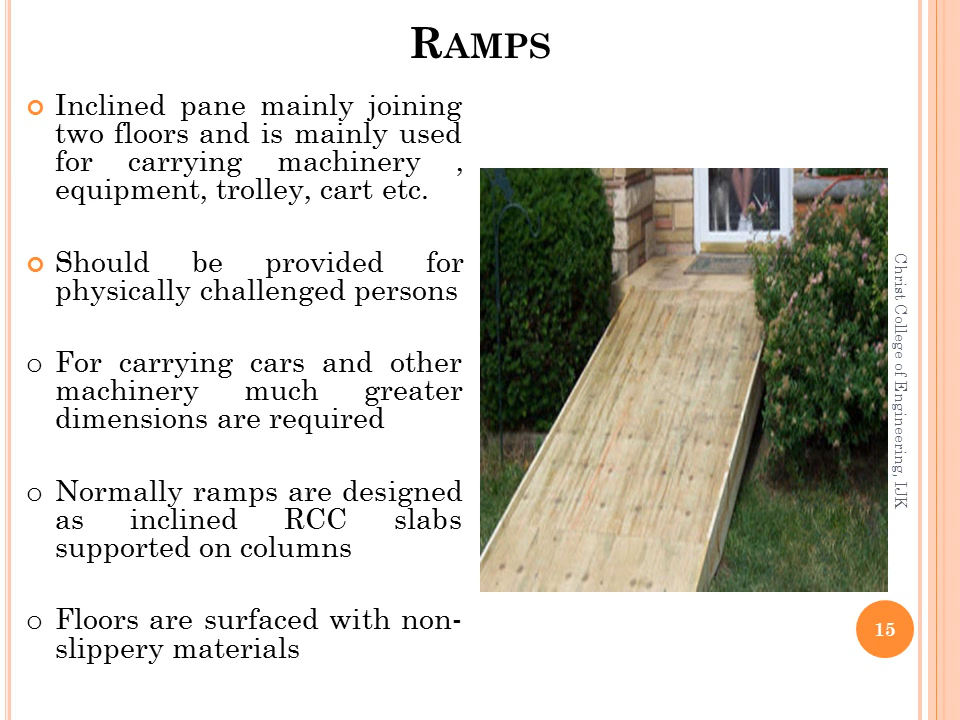 RAMPS
Inclined pane mainly joining
two floors and is mainly used
for carrying machinery ,
equipment, trolley, cart etc.
Should be provided for
physically challenged persons
o For carrying cars and other
machinery much greater
dimensions are required
o Normally ramps are designed
as inclined RCC slabs
supported on columns
o Floors are surfaced with non-
slippery materials
Christ College of Engineering, IJK
15